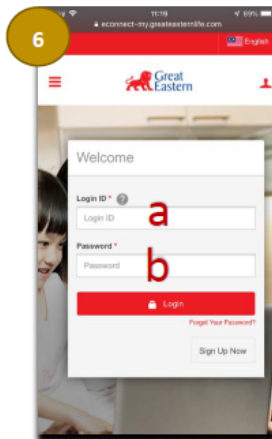 6
11:19
69%
econnect-my.greateasternlife.com
English
Great
Eastern
Welcome
Login ID * ?
Login ID
a
Password *
Password
b
Login
Forgot Your Password?
Sign Up Now